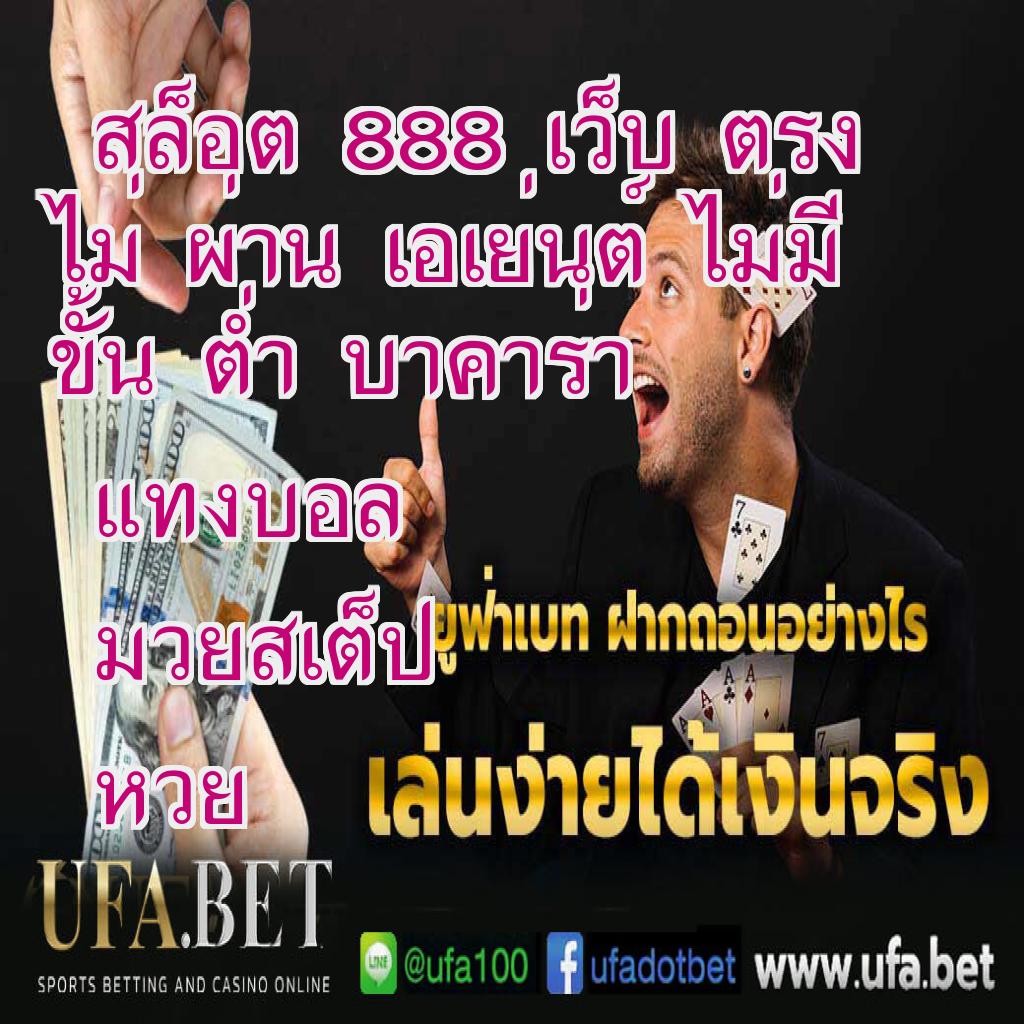 สล็อต 888 เว็บ ตรง
ไม่ ผ่าน เอเย่นต์ ไม่มี
ขั้น ต่ำ บาคารา
แทงบอล
มวยสเต็ป
หวย
ยูฟ่าเบท ฝากถอนอย่างไร
เล่นง่ายได้เงินจริง
UFA.BET
SPORTS BETTING AND CASINO ONLINE
LINE @ufa100 f ufadotbet www.ufa.bet